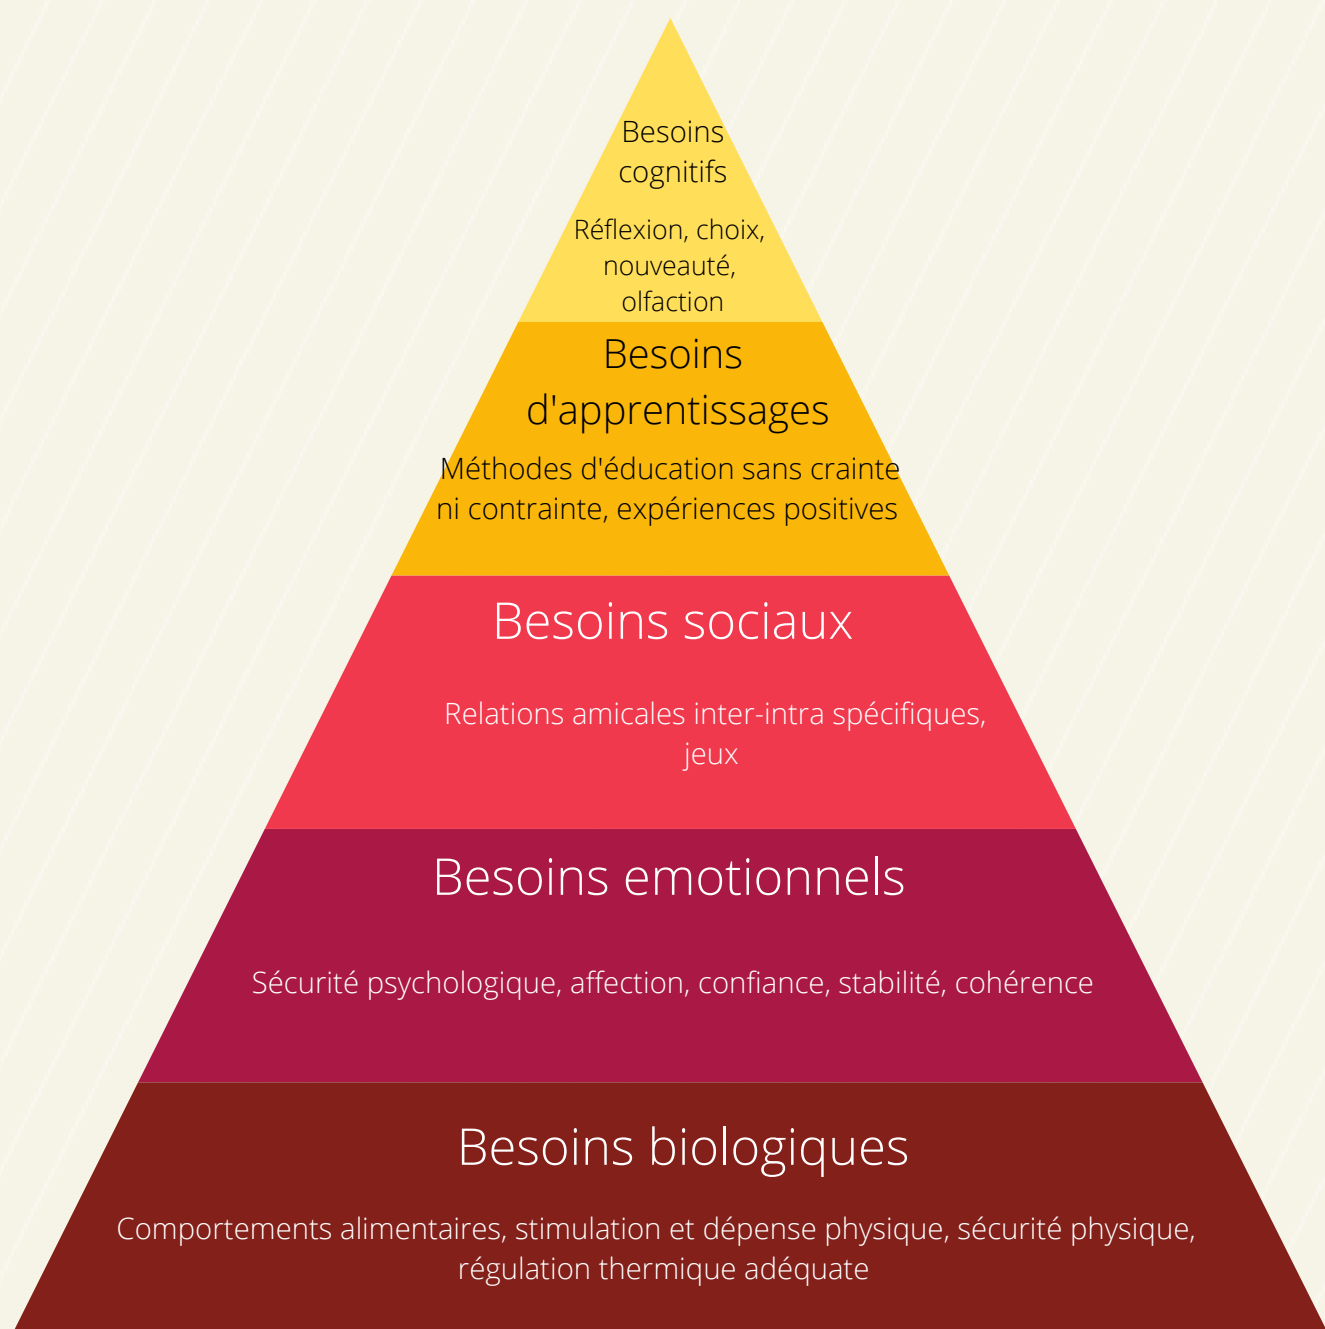 Besoins
cognitifs
Réflexion, choix,
nouveauté,
olfaction
Besoins
d'apprentissages
Méthodes d'éducation sans crainte
ni contrainte, expériences positives
Besoins sociaux
Relations amicales inter-intra spécifiques,
jeux
Besoins emotionnels
Sécurité psychologique, affection, confiance, stabilité, cohérence
Besoins biologiques
Comportements alimentaires, stimulation et dépense physique, sécurité physique,
régulation thermique adéquate